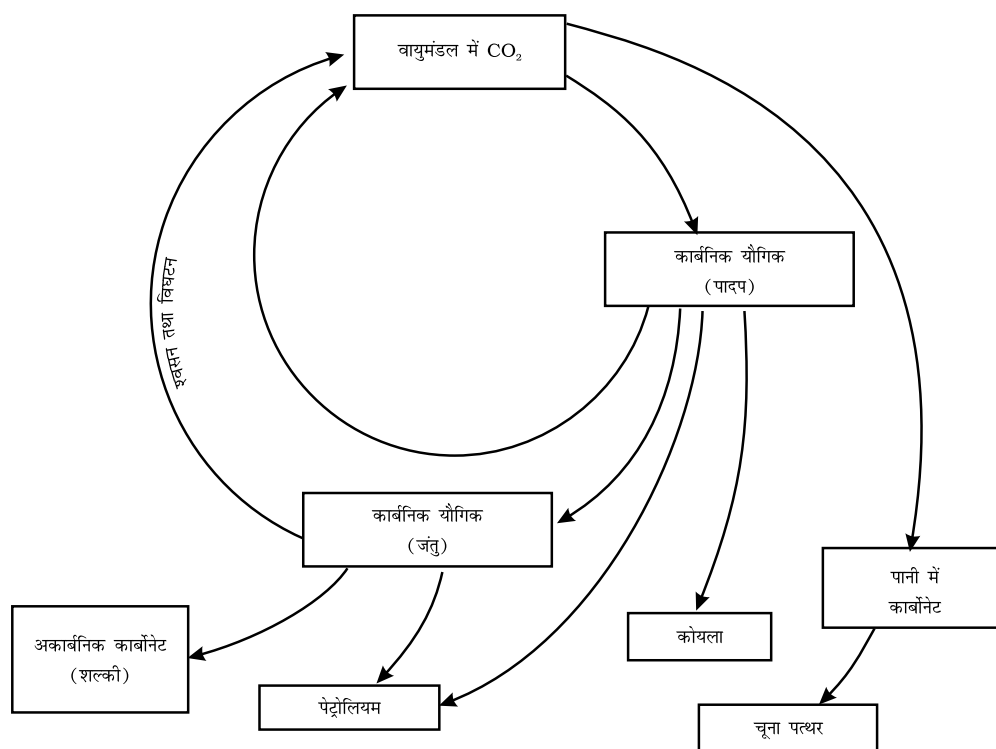 वायुमंडल में CO₂
कार्बनिक यौगिक
(पादप)
श्वसन तथा विघटन
कार्बनिक यौगिक
(जंतु)
पानी में
कार्बोनेट
अकार्बनिक कार्बोनेट
(शल्की)
कोयला
पेट्रोलियम
चूना पत्थर